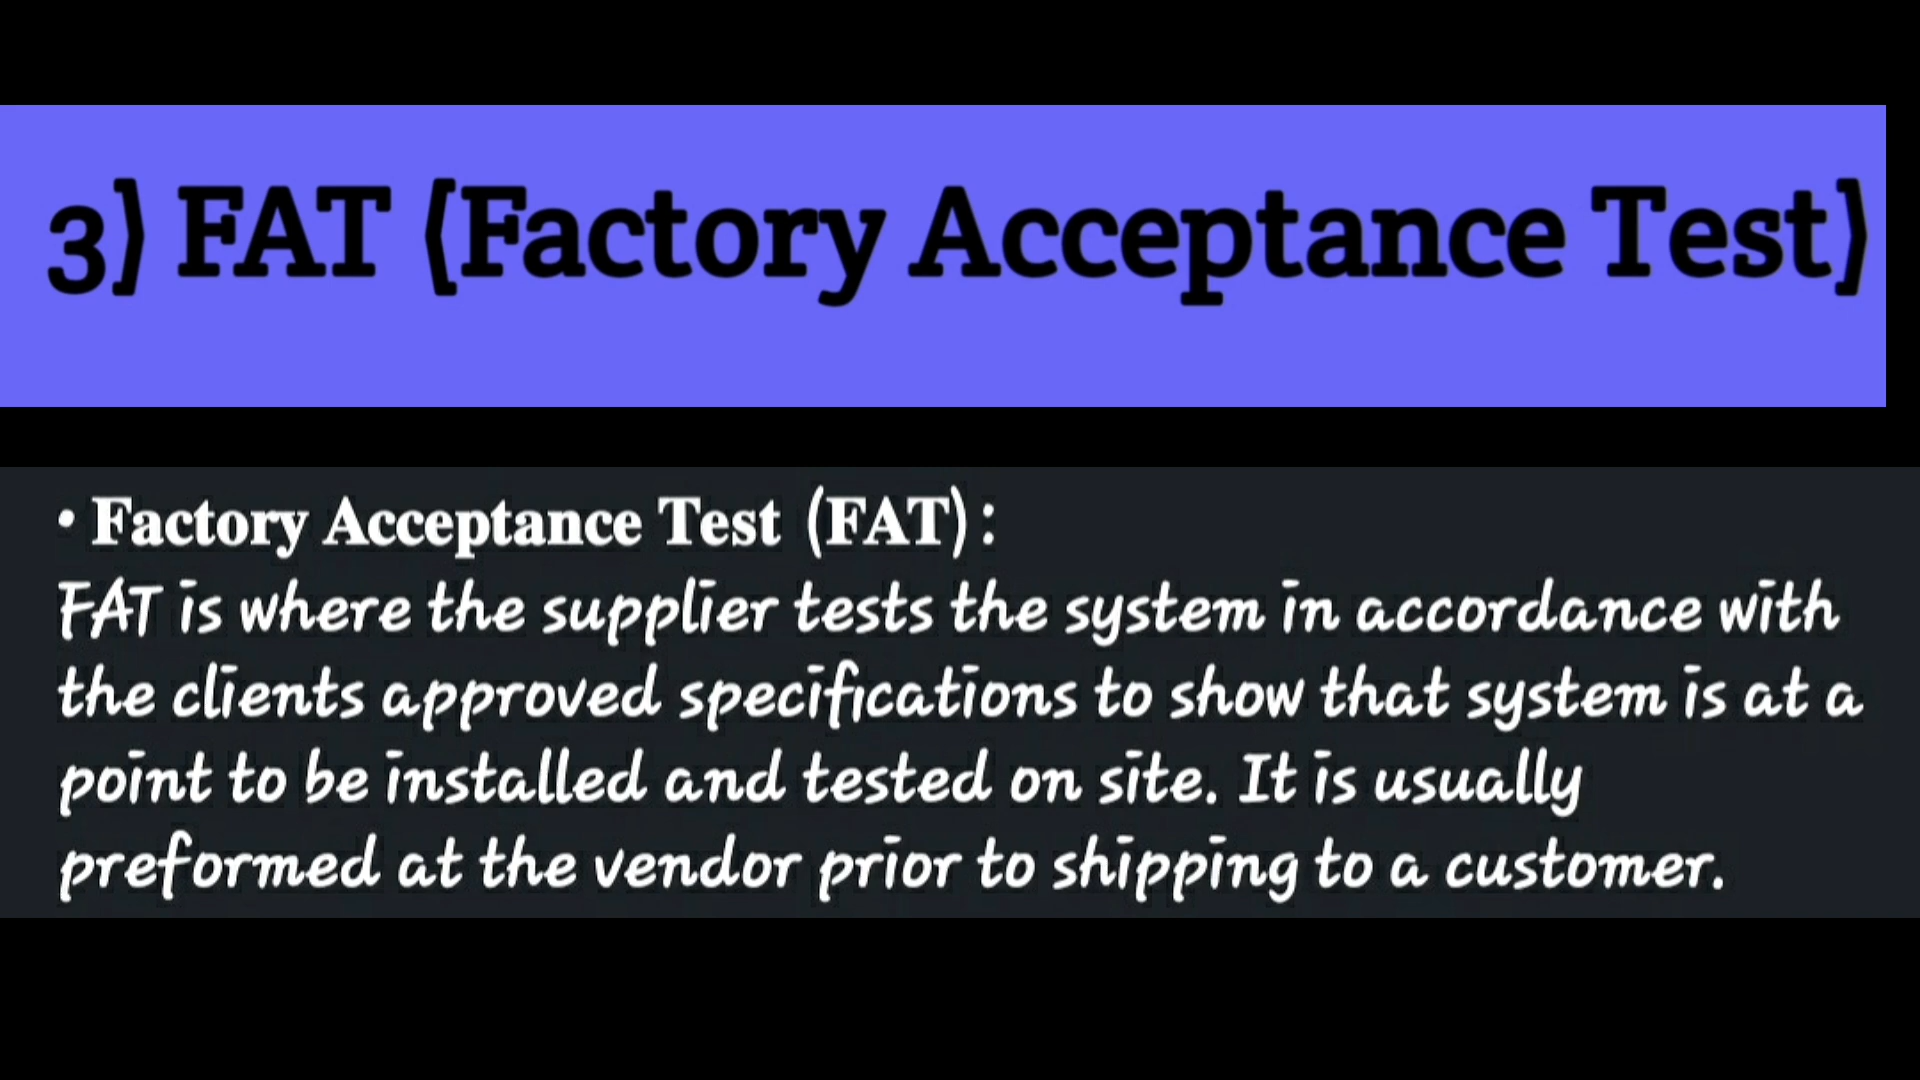 3) FAT (Factory Acceptance Test)
• Factory Acceptance Test (FAT):
FAT is where the supplier tests the system in accordance with
the clients approved specifications to show that system is at a
point to be installed and tested on site. It is usually
preformed at the vendor prior to shipping to a customer.